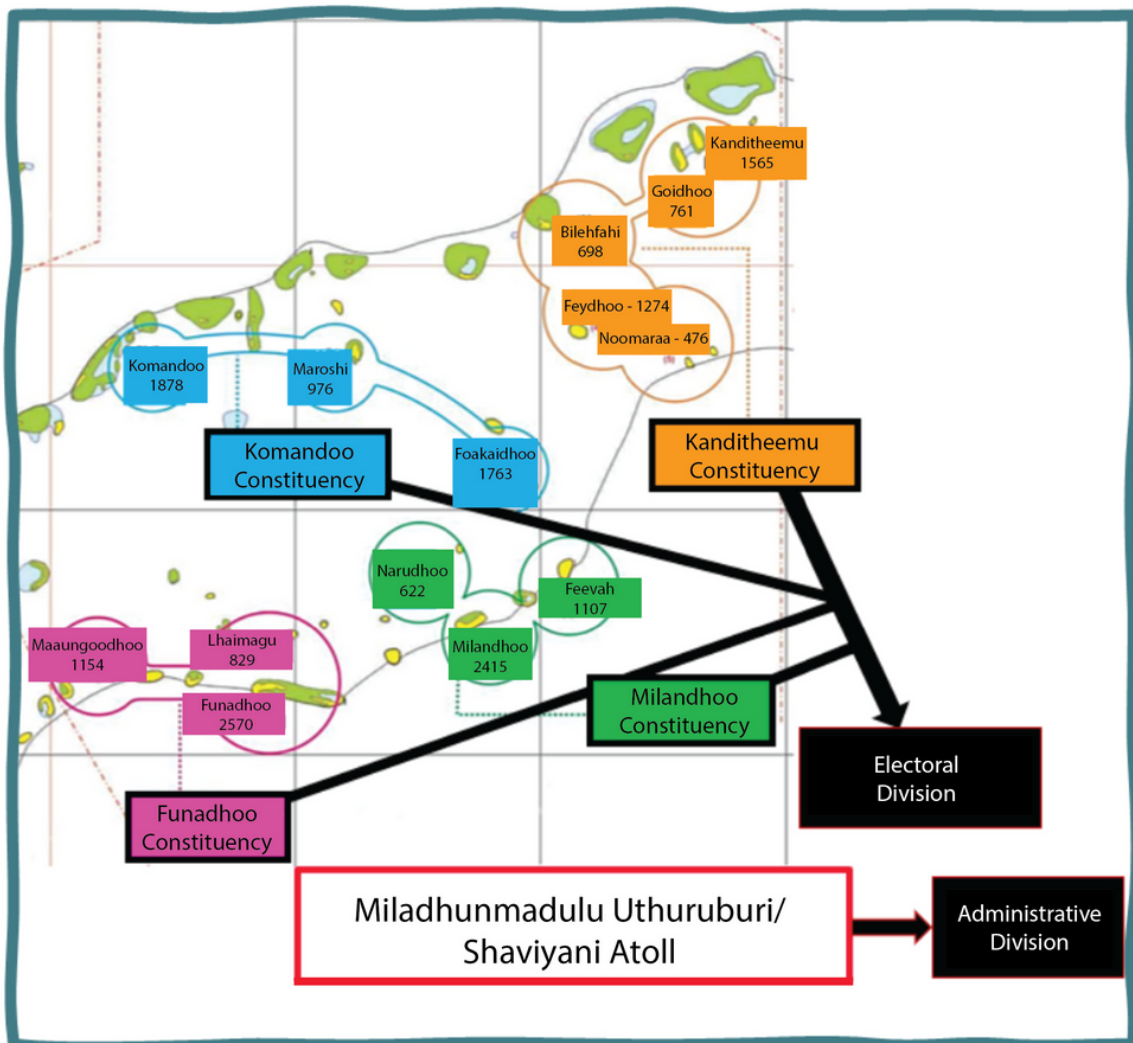 Kanditheemu
1565
Goidhoo
761
Bilehfahi
698
Feydhoo - 1274
Noomaraa - 476
Komandoo
1878
Maroshi
976
Foakaidhoo
1763
Komandoo
Constituency
Kanditheemu
Constituency
Narudhoo
622
Feevah
1107
Milandhoo
2415
Maaungoodhoo
1154
Lhaimagu
829
Funadhoo
2570
Milandhoo
Constituency
Funadhoo
Constituency
Electoral
Division
Miladhunmadulu Uthuruburi/
Shaviyani Atoll
Administrative
Division